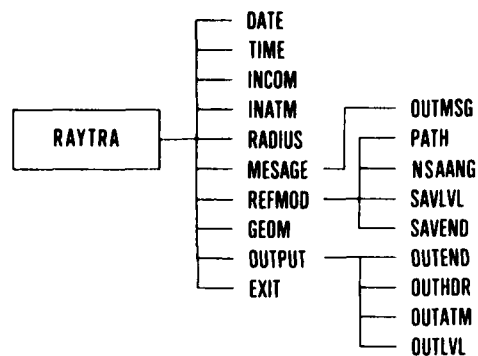 RAYTRA
DATE
TIME
INCOM
INATM
RADIUS
MESAGE
REFMOD
GEOM
OUTPUT
EXIT
OUTMSG
PATH
NSAANG
SAVLVL
SAVEND
OUTEND
OUTHDR
OUTATM
OUTLVL